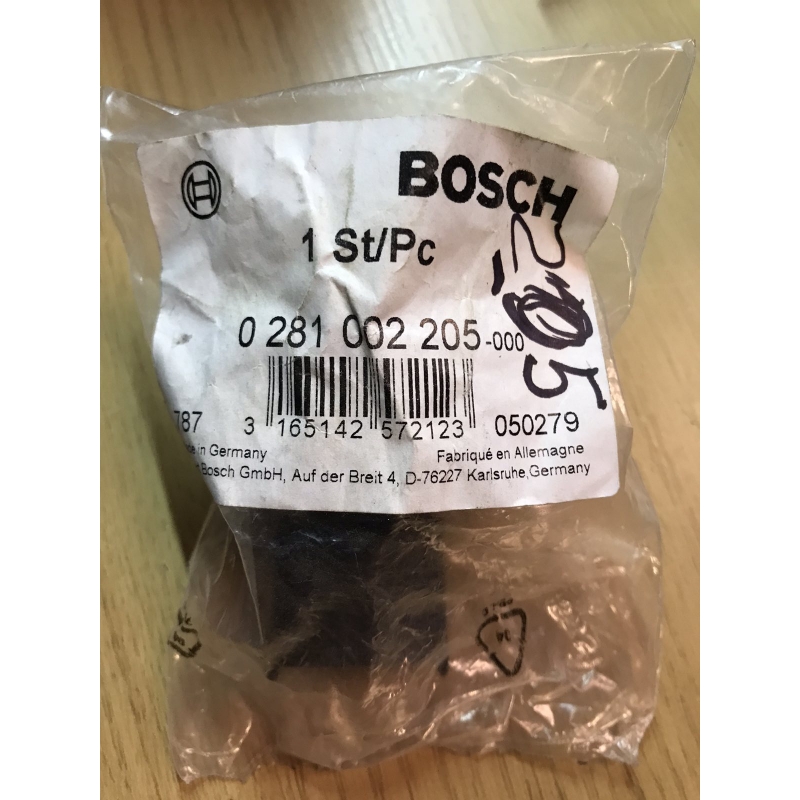 BOSCH
1 St/Pc
0 281 002 205-000
787 3 165142 572123 050279
in Germany Fabriqué en Allemagne
Bosch GmbH, Auf der Breit 4, D-76227 Karlsruhe, Germany
205